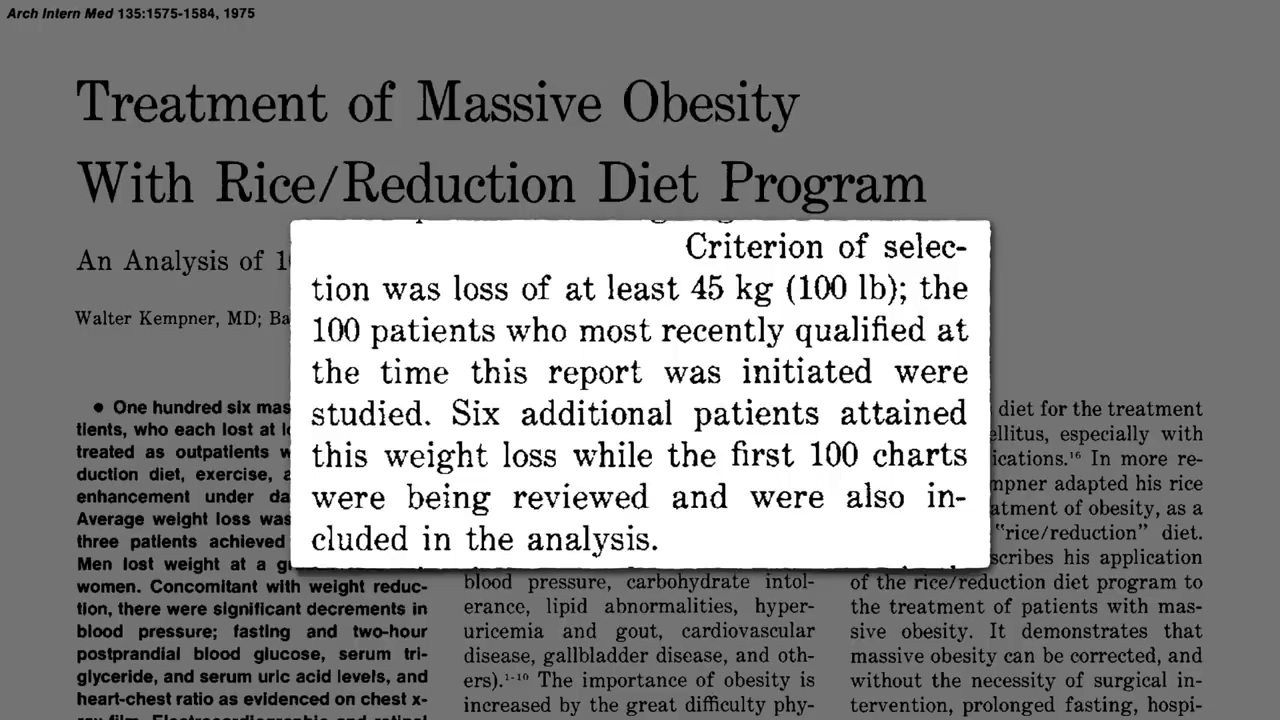 Arch Intern Med 135:1575-1584, 1975
Treatment of Massive Obesity
With Rice/Reduction Diet Program
An Analysis of
Walter Kempner, MD;
Criterion of selec-
tion was loss of at least 45 kg (100 lb); the
100 patients who most recently qualified at
the time this report was initiated were
studied. Six additional patients attained
this weight loss while the first 100 charts
were being reviewed and were also in-
cluded in the analysis.
• One hundred six
tients, who each lost at
treated as outpatients
duction diet, exercise,
enhancement under
Average weight loss was
three patients achieved
Men lost weight at a
women. Concomitant with weight reduc-
tion, there were significant decrements in
blood pressure; fasting and two-hour
postprandial blood glucose, serum tri-
glyceride, and serum uric acid levels, and
heart-chest ratio as evidenced on chest x-
blood pressure, carbohydrate intol-
erance, lipid abnormalities, hyper-
uricemia and gout, cardiovascular
disease, gallbladder disease, and oth-
ers).¹⁻¹⁰ The importance of obesity is
increased by the great difficulty phy-
diet for the treatment
especially with
ications.¹⁶ In more re-
adapted his rice
of obesity, as a
"rice/reduction" diet.
his application
of the rice/reduction diet program to
the treatment of patients with mas-
sive obesity. It demonstrates that
massive obesity can be corrected, and
without the necessity of surgical in-
tervention, prolonged fasting, hospi-